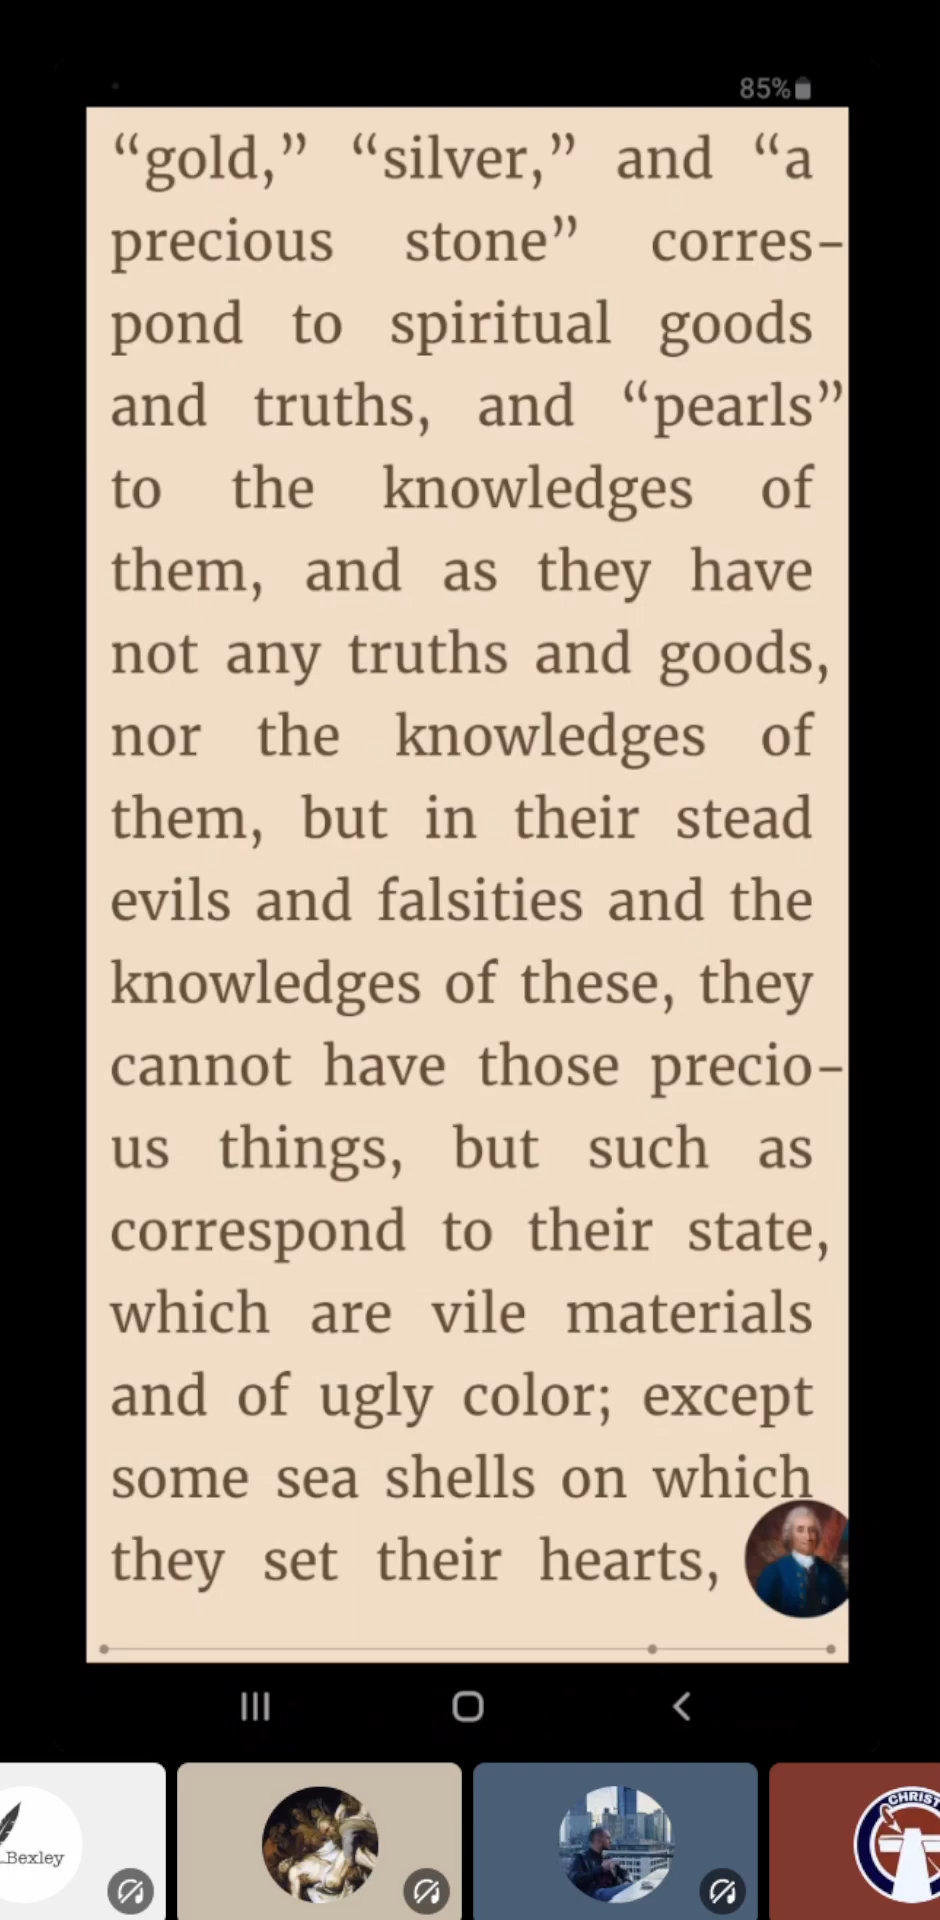 85%
“gold,” “silver,” and “a
precious stone” corres-
pond to spiritual goods
and truths, and “pearls”
to the knowledges of
them, and as they have
not any truths and goods,
nor the knowledges of
them, but in their stead
evils and falsities and the
knowledges of these, they
cannot have those precio-
us things, but such as
correspond to their state,
which are vile materials
and of ugly color; except
some sea shells on which
they set their hearts,
.Bexley
CHRIST